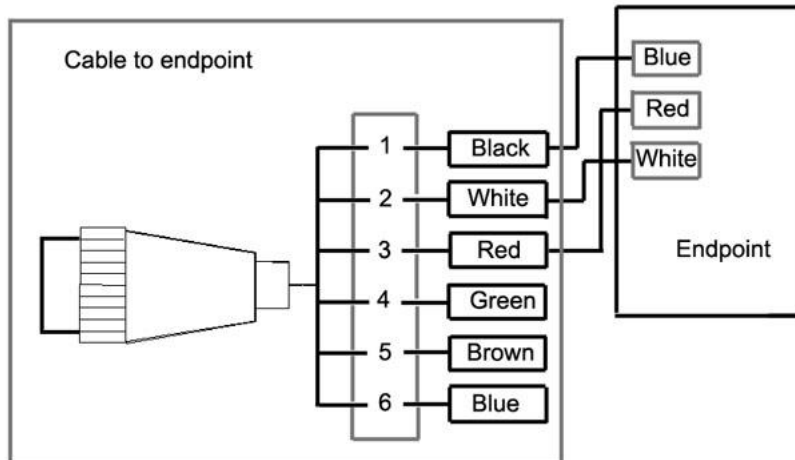 Cable to endpoint
1 Black
2 White
3 Red
4 Green
5 Brown
6 Blue
Blue
Red
White
Endpoint